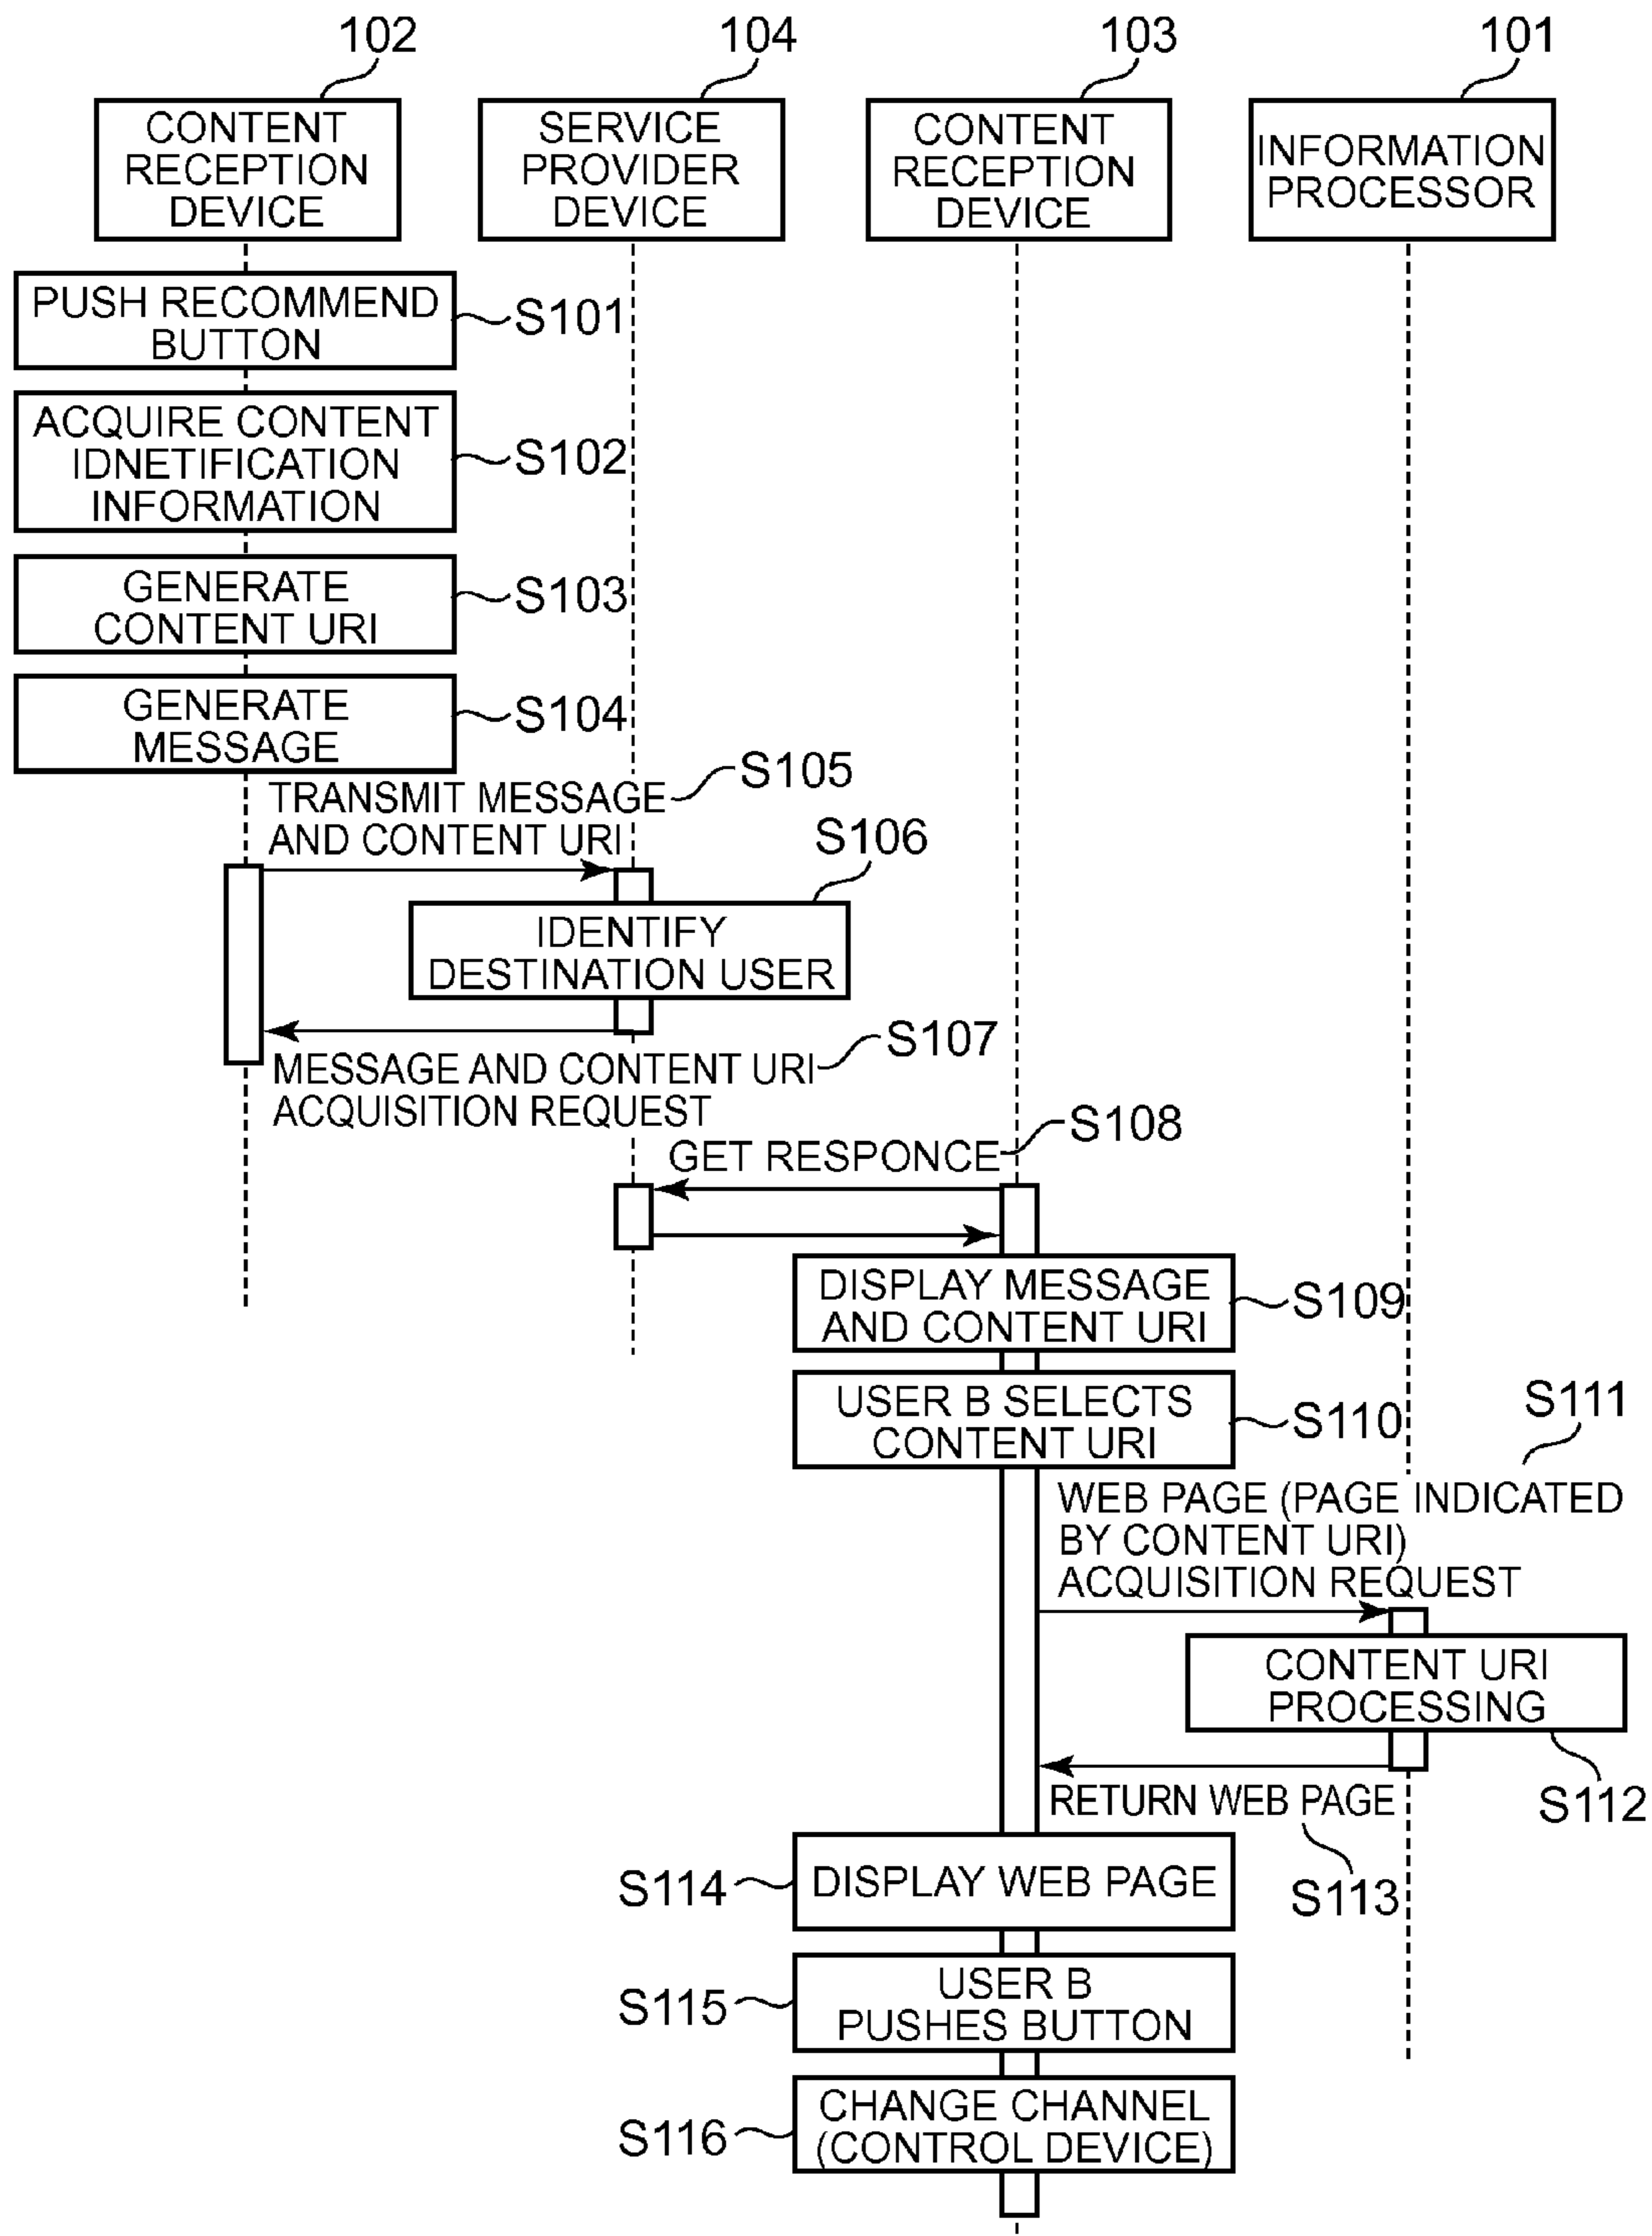 102
104
103
101
CONTENT
RECEPTION
DEVICE
SERVICE
PROVIDER
DEVICE
CONTENT
RECEPTION
DEVICE
INFORMATION
PROCESSOR
PUSH RECOMMEND
BUTTON
S101
ACQUIRE CONTENT
IDNETIFICATION
INFORMATION
S102
GENERATE
CONTENT URI
S103
GENERATE
MESSAGE
S104
TRANSMIT MESSAGE
AND CONTENT URI
S105
S106
IDENTIFY
DESTINATION USER
MESSAGE AND CONTENT URI
ACQUISITION REQUEST
S107
GET RESPONCE
S108
DISPLAY MESSAGE
AND CONTENT URI
S109
USER B SELECTS
CONTENT URI
S110
S111
WEB PAGE (PAGE INDICATED
BY CONTENT URI)
ACQUISITION REQUEST
CONTENT URI
PROCESSING
S112
RETURN WEB PAGE
S113
S114
DISPLAY WEB PAGE
S115
USER B
PUSHES BUTTON
S116
CHANGE CHANNEL
(CONTROL DEVICE)